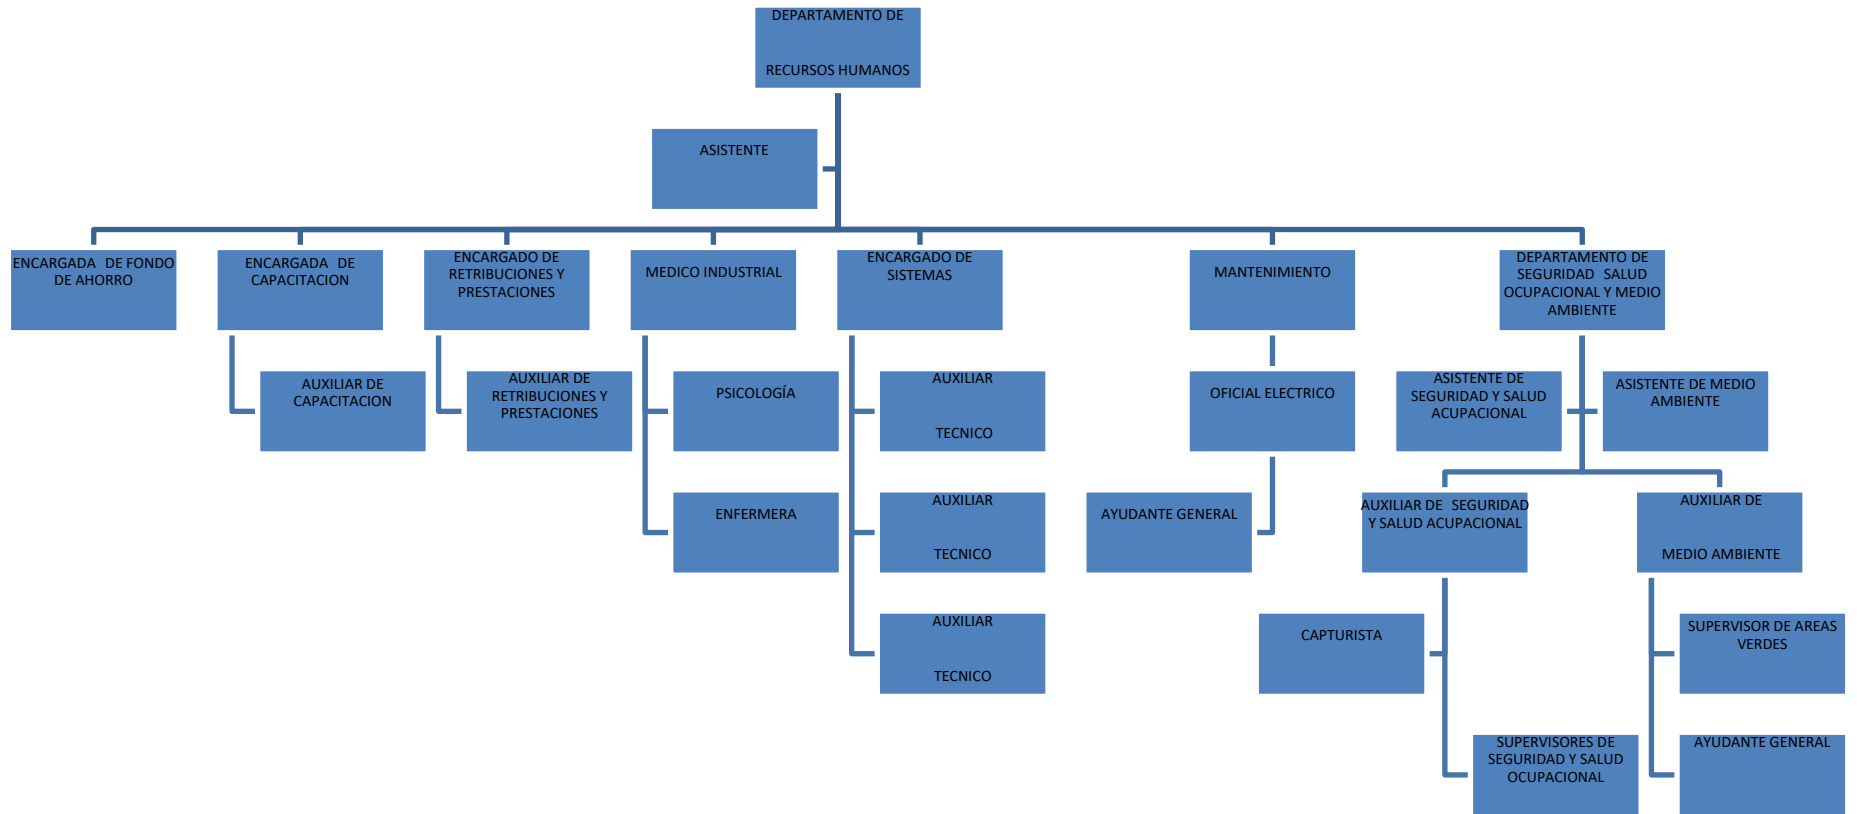 DEPARTAMENTO DE
RECURSOS HUMANOS
ASISTENTE
ENCARGADA DE FONDO
DE AHORRO
ENCARGADA DE
CAPACITACION
ENCARGADO DE
RETRIBUCIONES Y
PRESTACIONES
MEDICO INDUSTRIAL
ENCARGADO DE
SISTEMAS
MANTENIMIENTO
DEPARTAMENTO DE
SEGURIDAD SALUD
OCUPACIONAL Y MEDIO
AMBIENTE
AUXILIAR DE
CAPACITACION
AUXILIAR DE
RETRIBUCIONES Y
PRESTACIONES
PSICOLOGÍA
AUXILIAR
TECNICO
OFICIAL ELECTRICO
ASISTENTE DE
SEGURIDAD Y SALUD
ACUPACIONAL
ASISTENTE DE MEDIO
AMBIENTE
ENFERMERA
AUXILIAR
TECNICO
AYUDANTE GENERAL
AUXILIAR DE SEGURIDAD
Y SALUD ACUPACIONAL
AUXILIAR DE
MEDIO AMBIENTE
AUXILIAR
TECNICO
CAPTURISTA
SUPERVISOR DE AREAS
VERDES
SUPERVISORES DE
SEGURIDAD Y SALUD
OCUPACIONAL
AYUDANTE GENERAL